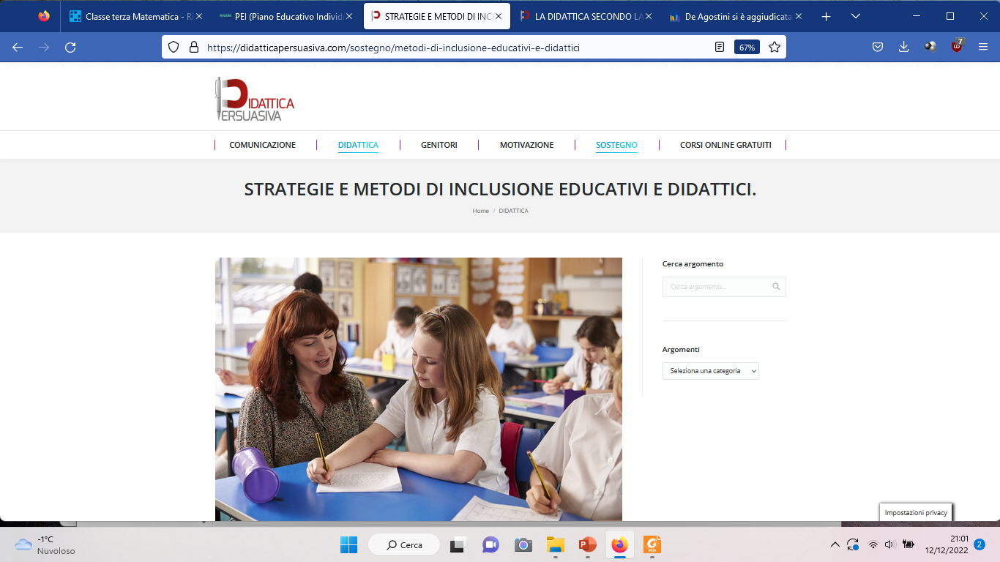 Classe terza Matematica - Ri
PEI (Piano Educativo Individ
STRATEGIE E METODI DI INC
LA DIDATTICA SECONDO LA
De Agostini si è aggiudicata
https://didatticapersuasiva.com/sostegno/metodi-di-inclusione-educativi-e-didattici
67%
7
DIDATTICA
PERSUASIVA
COMUNICAZIONE
DIDATTICA
GENITORI
MOTIVAZIONE
SOSTEGNO
CORSI ONLINE GRATUITI
STRATEGIE E METODI DI INCLUSIONE EDUCATIVI E DIDATTICI.
Home / DIDATTICA
Cerca argomento
Cerca argomento...
Argomenti
Seleziona una categoria
Impostazioni privacy
-1°C
Nuvoloso
Cerca
21:01
12/12/2022
2